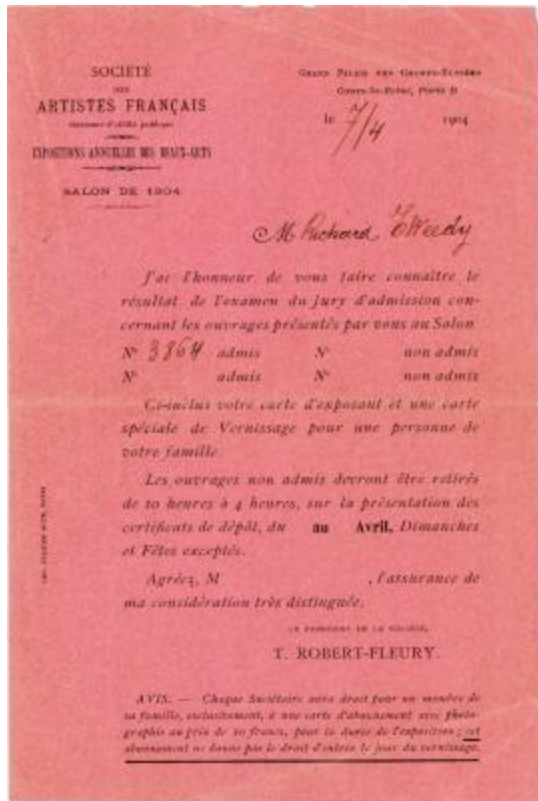 SOCIÉTÉ
DES
ARTISTES FRANÇAIS
reconnue d'utilité publique
EXPOSITIONS ANNUELLES DES BEAUX-ARTS
SALON DE 1904
GRAND PALAIS DES CHAMPS-ÉLYSÉES
Cours-la-Reine, Porte
le 7/4 1904
M Richard Tweedy
J'ai l'honneur de vous faire connaître le
résultat de l'examen du Jury d'admission con-
cernant les ouvrages présentés par vous au Salon
N° 3864 admis N° non admis
N° admis N° non admis
Ci-inclus votre carte d'exposant et une carte
spéciale de Vernissage pour une personne de
votre famille.
Les ouvrages non admis devront être retirés
de 10 heures à 4 heures, sur la présentation des
certificats de dépôt, du au Avril, Dimanches
et Fêtes exceptés.
Agréez, M , l'assurance de
ma considération très distinguée.
LE PRÉSIDENT DE LA SOCIÉTÉ,
T. ROBERT-FLEURY.
AVIS. — Chaque Sociétaire aura droit pour un membre de
sa famille, exclusivement, à une carte d'abonnement avec photo-
graphie au prix de 10 francs, pour la durée de l'exposition ; cet
abonnement ne donne pas le droit d'entrée le jour du vernissage.